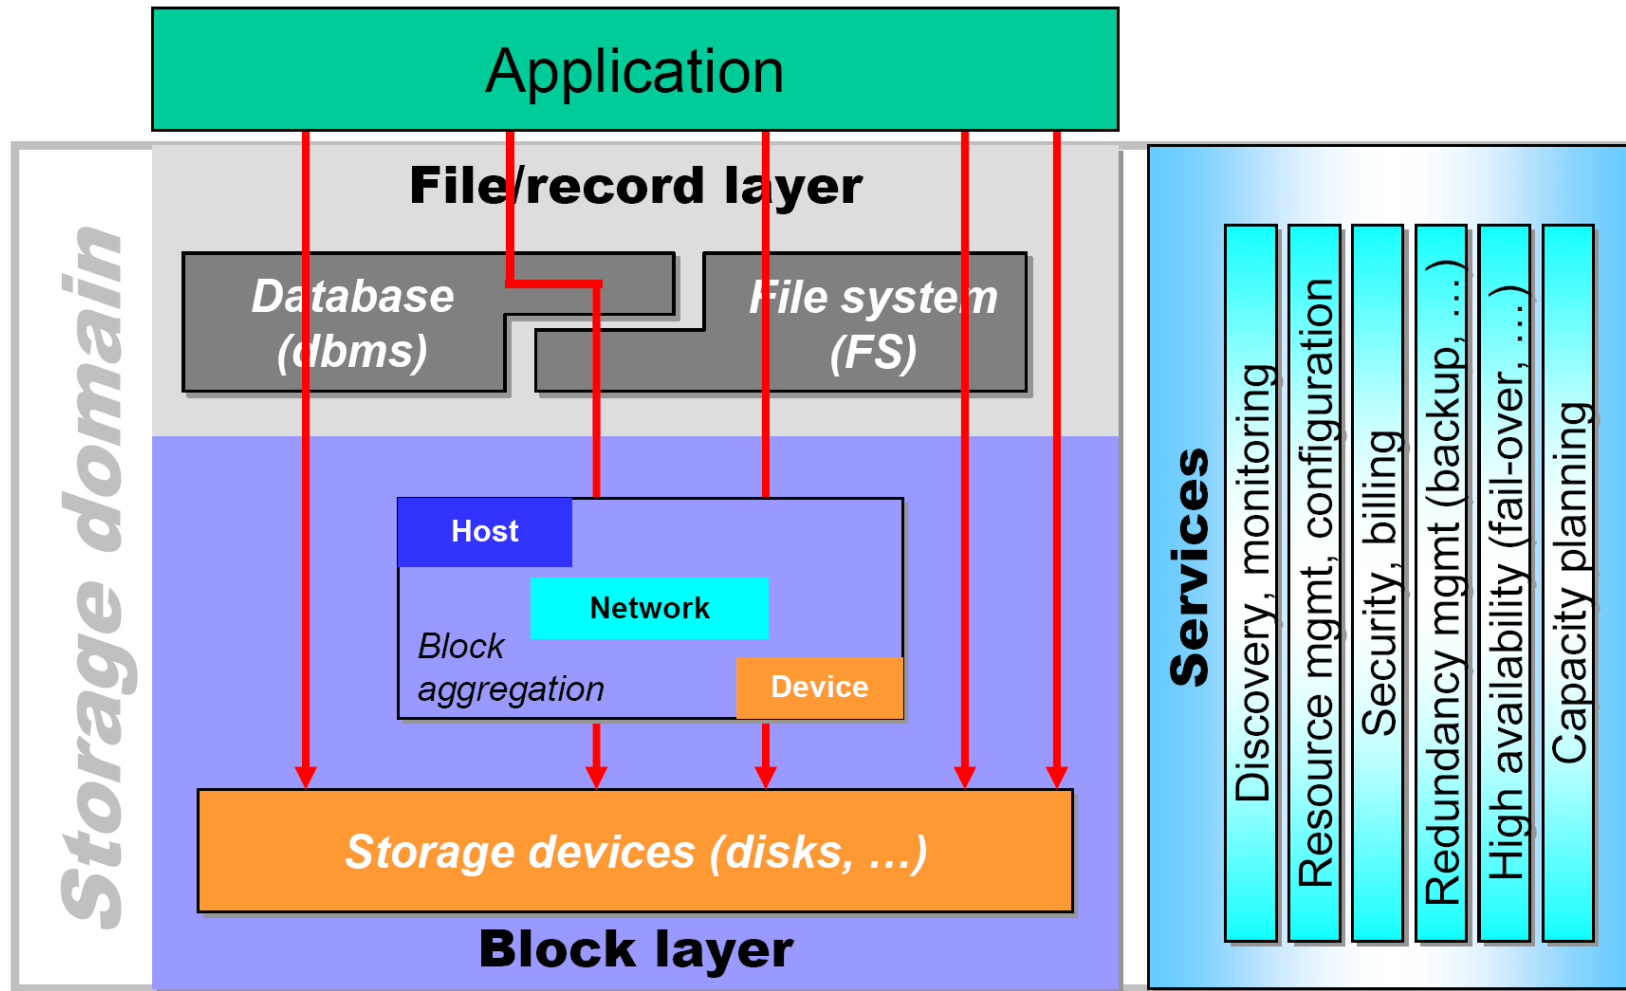 Application
Storage domain
File/record layer
Database
(dbms)
File system
(FS)
Host
Network
Block
aggregation
Device
Storage devices (disks, …)
Block layer
Services
Discovery, monitoring
Resource mgmt, configuration
Security, billing
Redundancy mgmt (backup, …)
High availability (fail-over, …)
Capacity planning